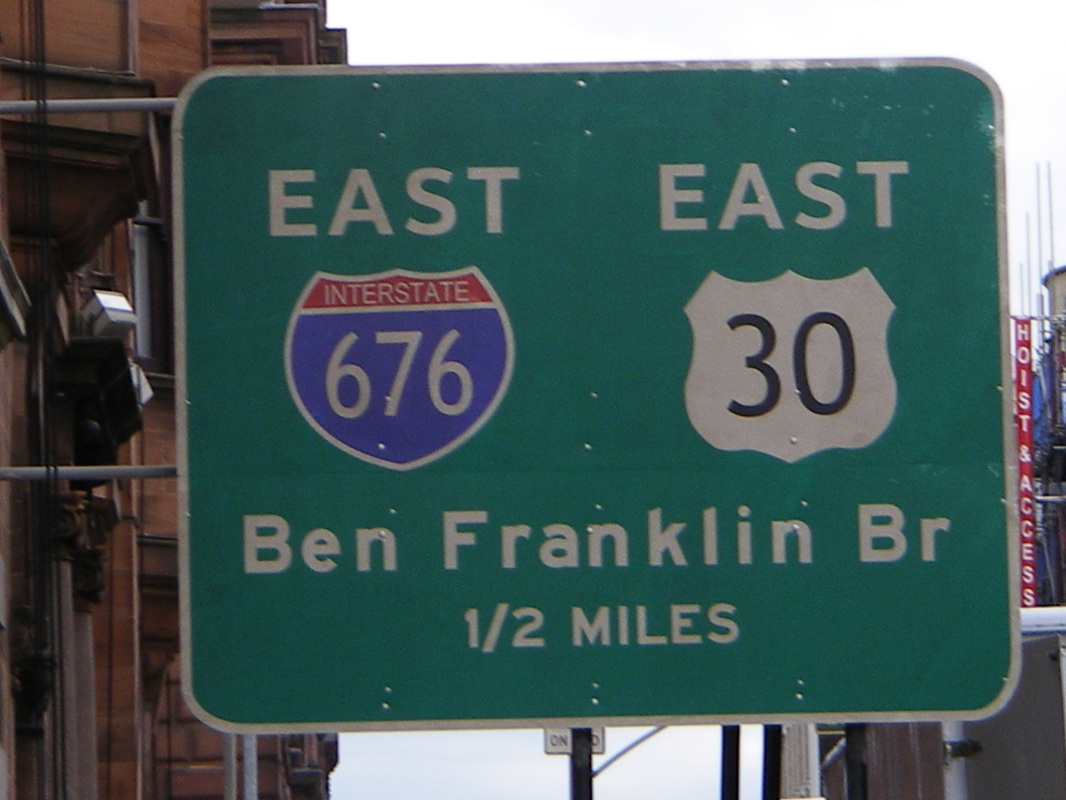 EAST EAST
INTERSTATE
676 30
Ben Franklin Br
1/2 MILES
HOIST & ACCESS